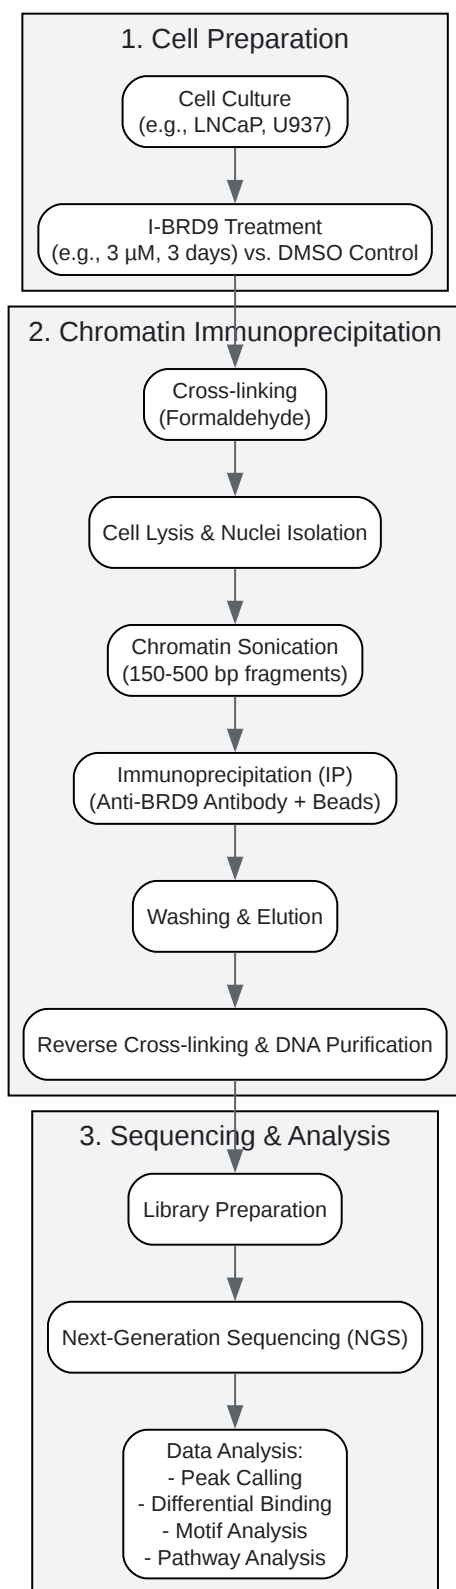 1. Cell Preparation
Cell Culture
(e.g., LNCaP, U937)
I-BRD9 Treatment
(e.g., 3 µM, 3 days) vs. DMSO Control
2. Chromatin Immunoprecipitation
Cross-linking
(Formaldehyde)
Cell Lysis & Nuclei Isolation
Chromatin Sonication
(150-500 bp fragments)
Immunoprecipitation (IP)
(Anti-BRD9 Antibody + Beads)
Washing & Elution
Reverse Cross-linking & DNA Purification
3. Sequencing & Analysis
Library Preparation
Next-Generation Sequencing (NGS)
Data Analysis:
- Peak Calling
- Differential Binding
- Motif Analysis
- Pathway Analysis